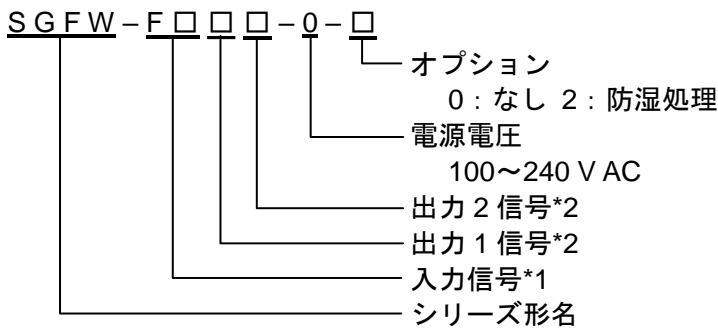 SGFW–F□□□–0–□
オプション
0：なし 2：防湿処理
電源電圧
100～240 V AC
出力2信号*2
出力1信号*2
入力信号*1
シリーズ形名